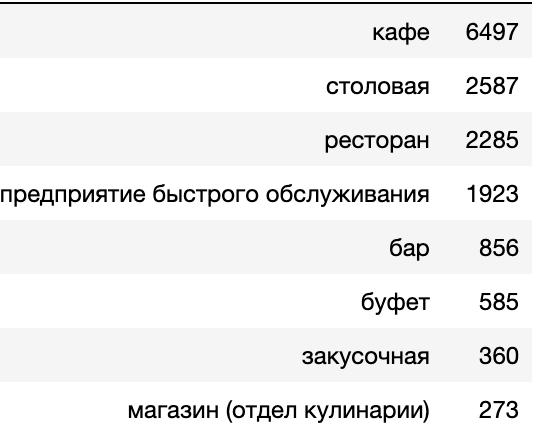 кафе 6497
столовая 2587
ресторан 2285
предприятие быстрого обслуживания 1923
бар 856
буфет 585
закусочная 360
магазин (отдел кулинарии) 273